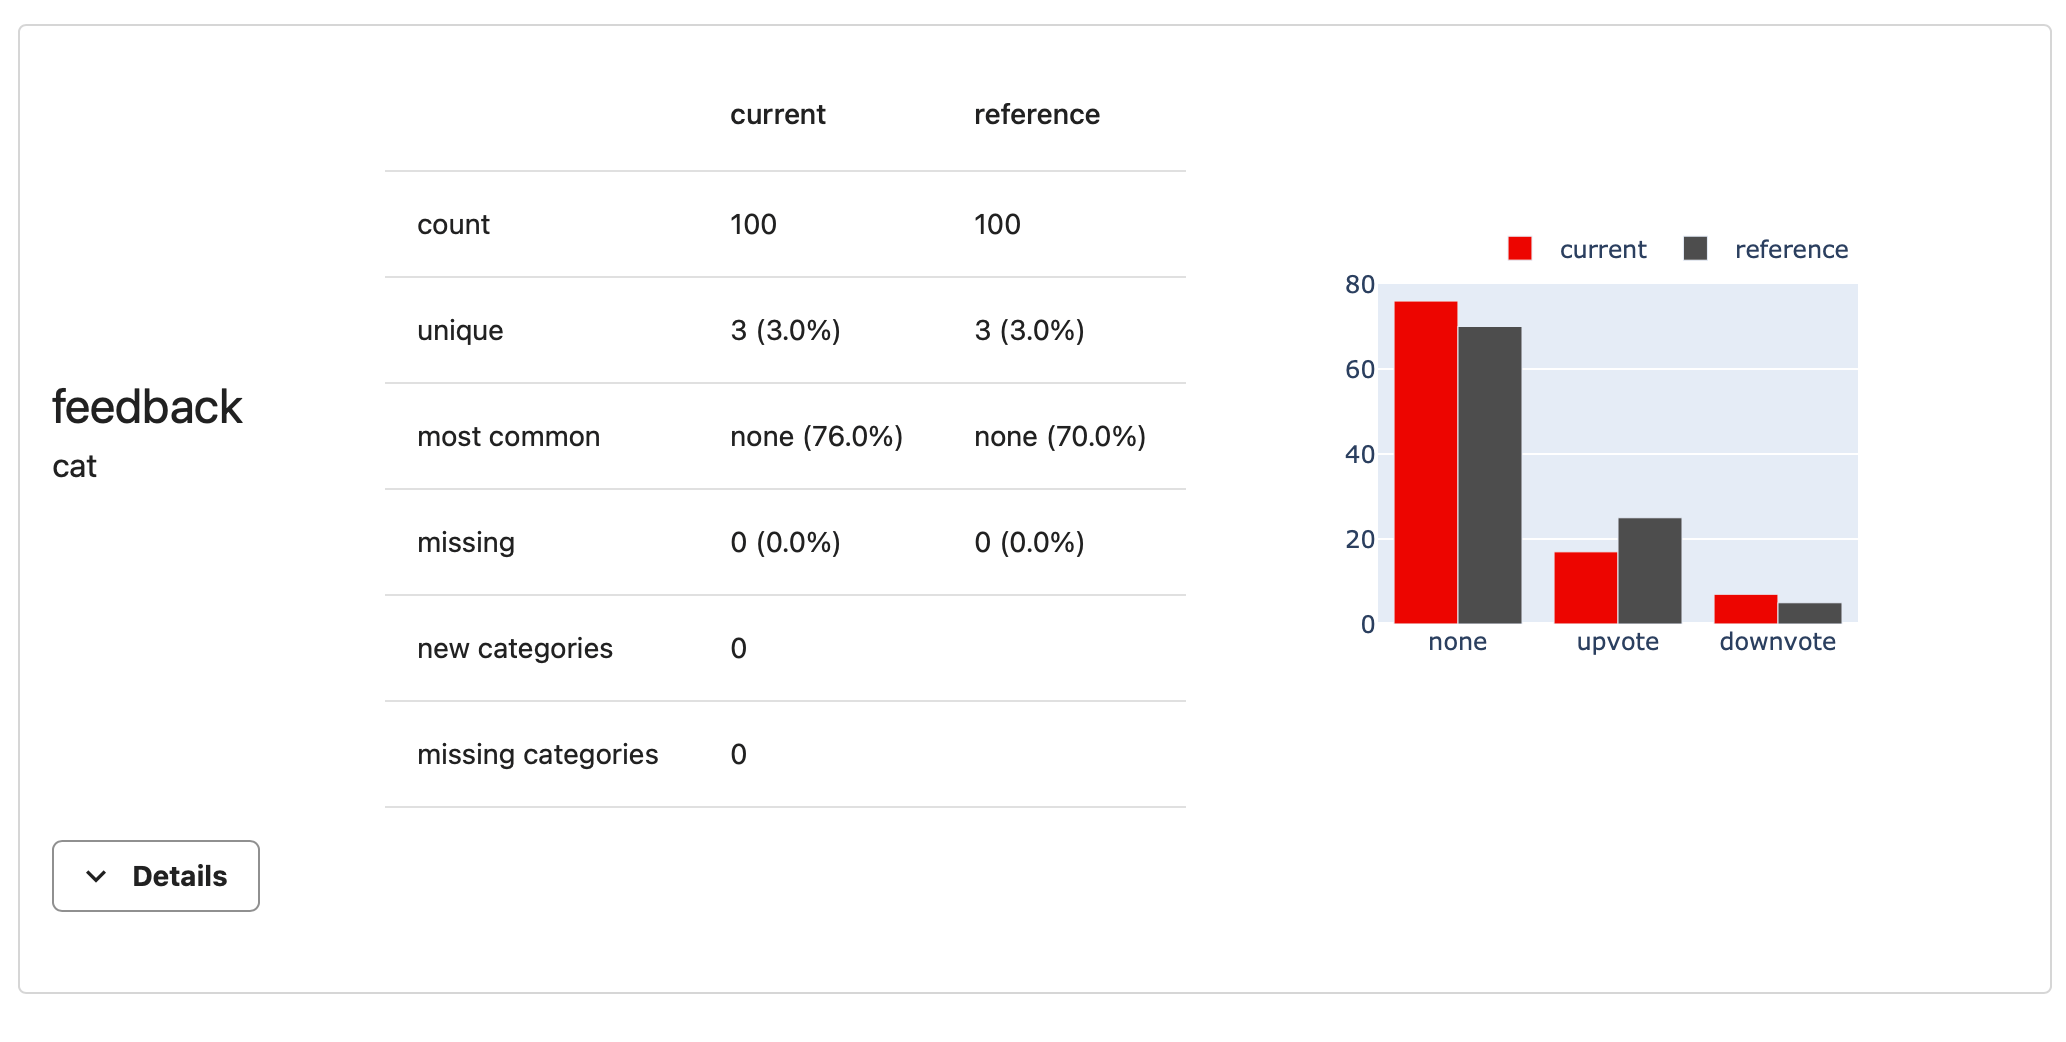 feedback
cat
current reference
count 100 100
unique 3 (3.0%) 3 (3.0%)
most common none (76.0%) none (70.0%)
missing 0 (0.0%) 0 (0.0%)
new categories 0
missing categories 0
Details
current reference
80
60
40
20
0
none upvote downvote